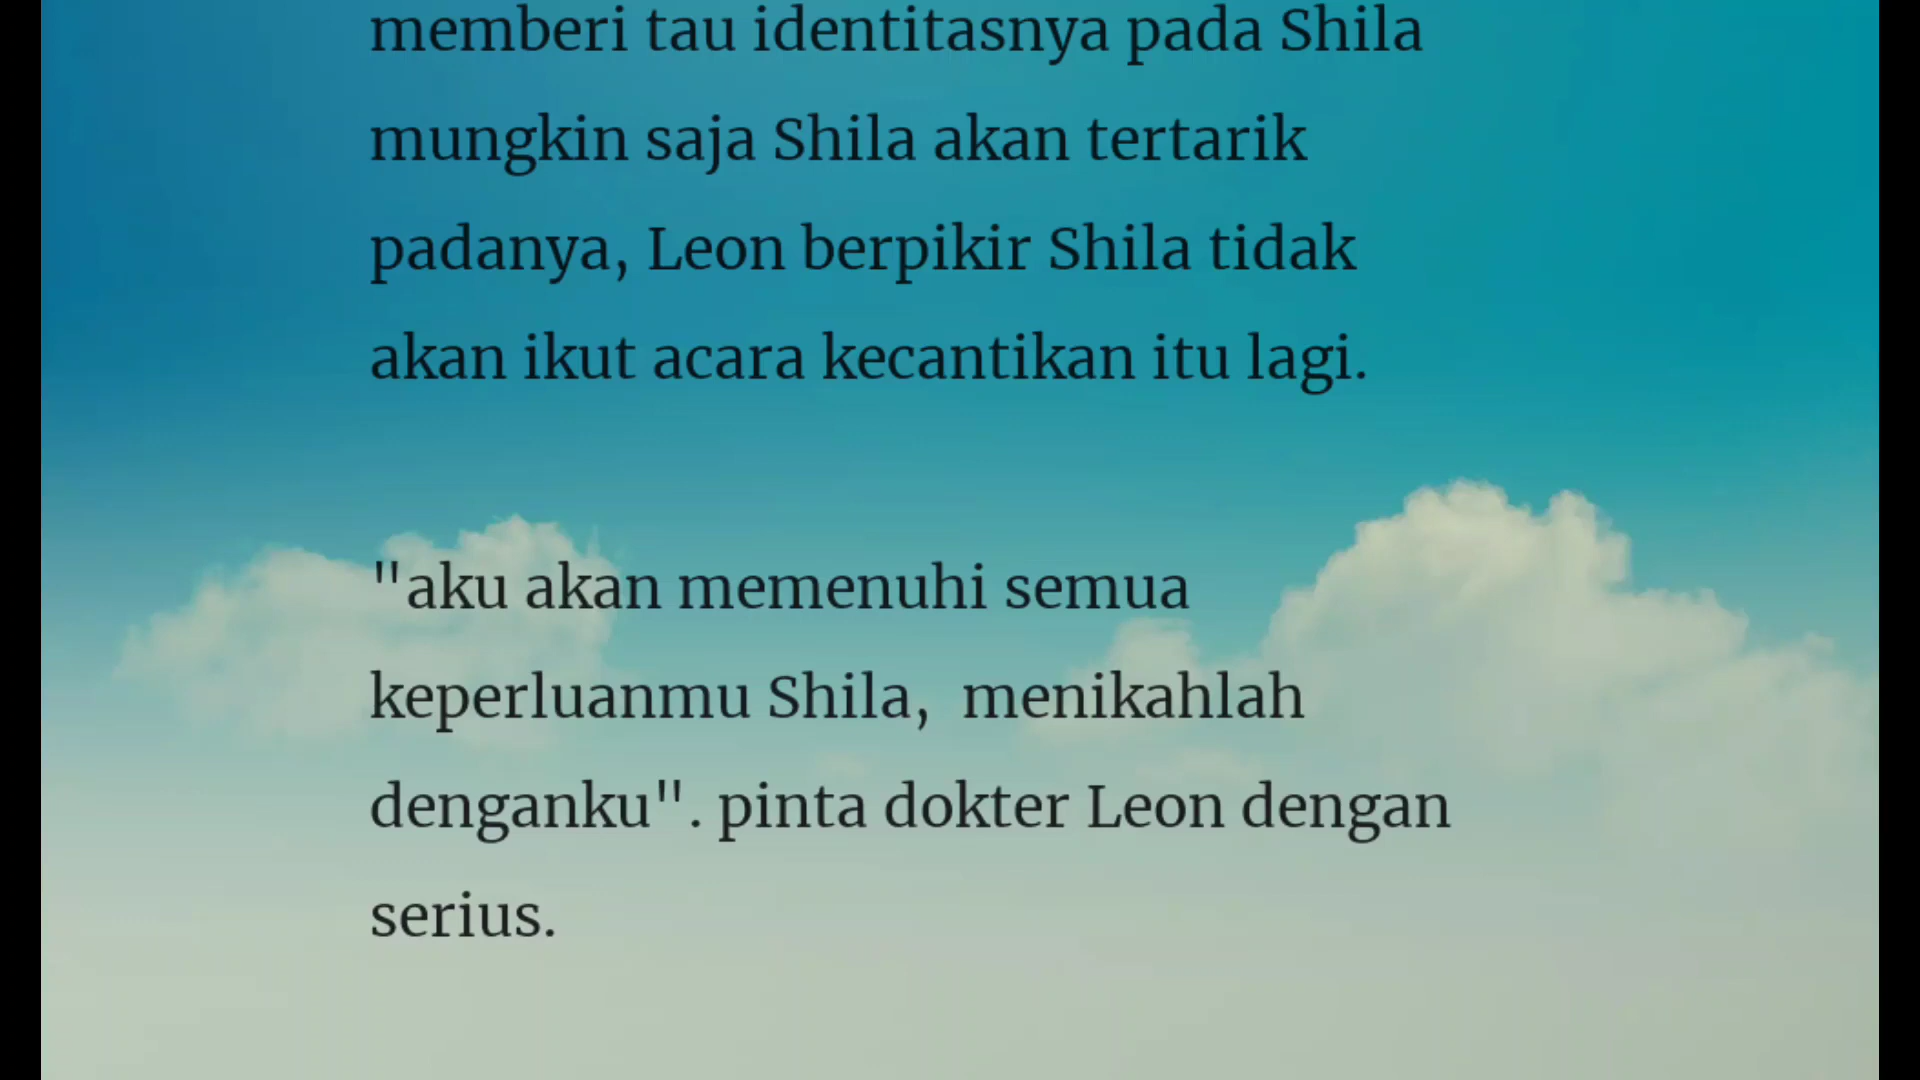 memberi tau identitasnya pada Shila
mungkin saja Shila akan tertarik
padanya, Leon berpikir Shila tidak
akan ikut acara kecantikan itu lagi.
"aku akan memenuhi semua
keperluanmu Shila,  menikahlah
denganku". pinta dokter Leon dengan
serius.